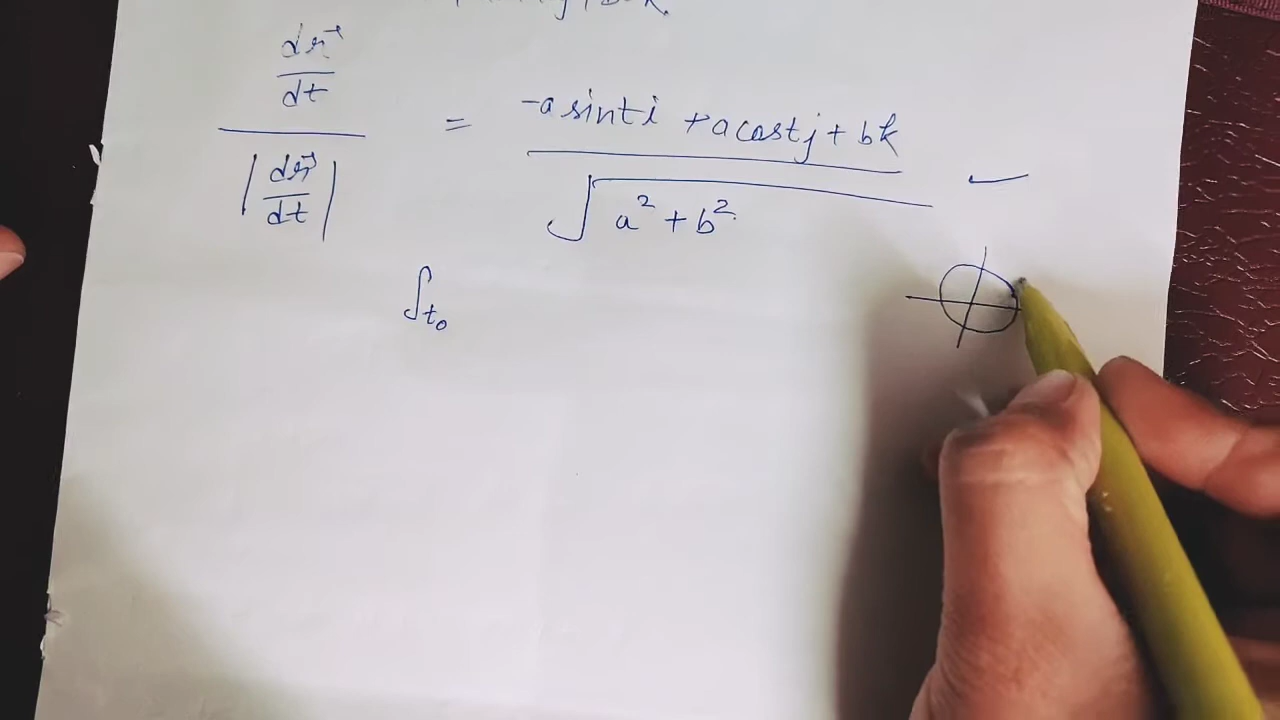 dr⃗/dt / |dr⃗/dt| = -a sint i + a cost j + bk / √(a² + b²)
∫t₀